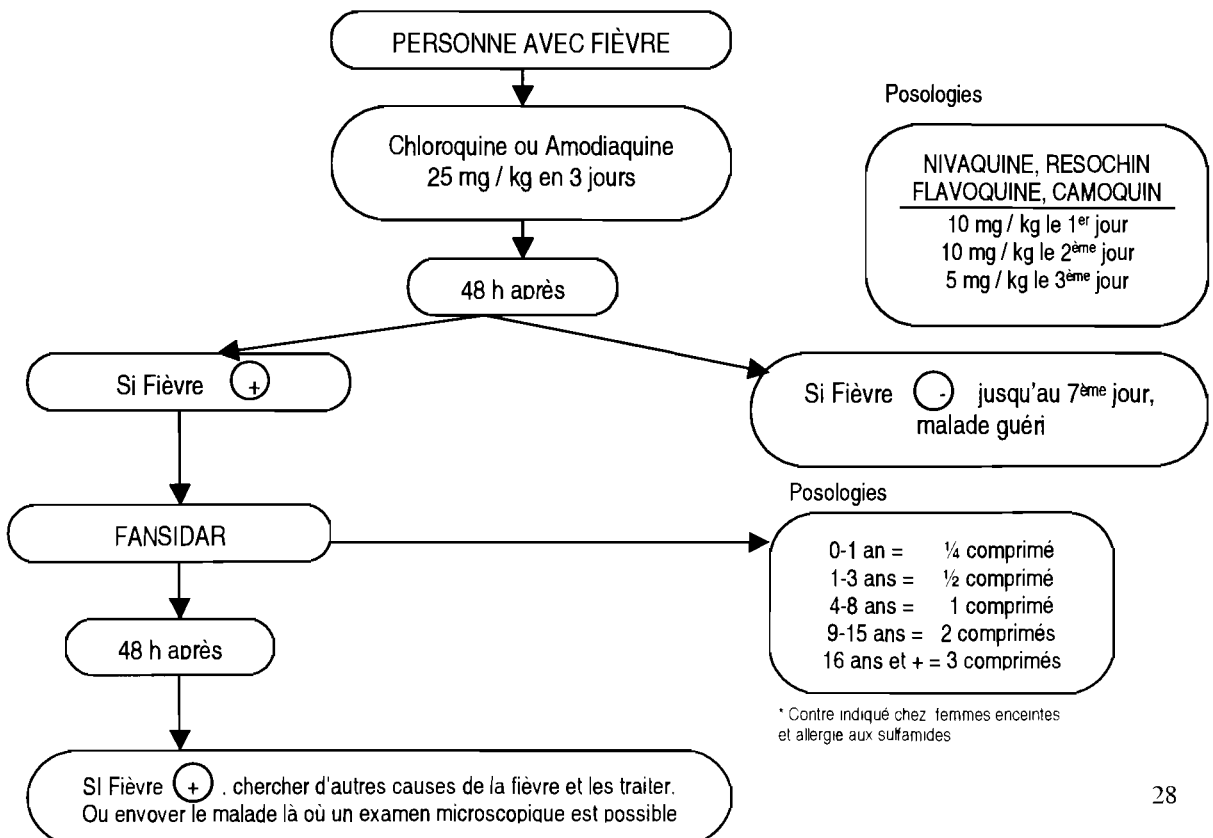 PERSONNE AVEC FIÈVRE
Chloroquine ou Amodiaquine
25 mg / kg en 3 jours
Posologies
NIVAQUINE, RESOCHIN
FLAVOQUINE, CAMOQUIN
10 mg / kg le 1er jour
10 mg / kg le 2ème jour
5 mg / kg le 3ème jour
48 h après
Si Fièvre +
Si Fièvre - jusqu'au 7ème jour,
malade guéri
FANSIDAR
Posologies
0-1 an = ¼ comprimé
1-3 ans = ½ comprimé
4-8 ans = 1 comprimé
9-15 ans = 2 comprimés
16 ans et + = 3 comprimés
* Contre indiqué chez femmes enceintes
et allergie aux sulfamides
48 h après
SI Fièvre + . chercher d'autres causes de la fièvre et les traiter.
Ou envoyer le malade là où un examen microscopique est possible
28